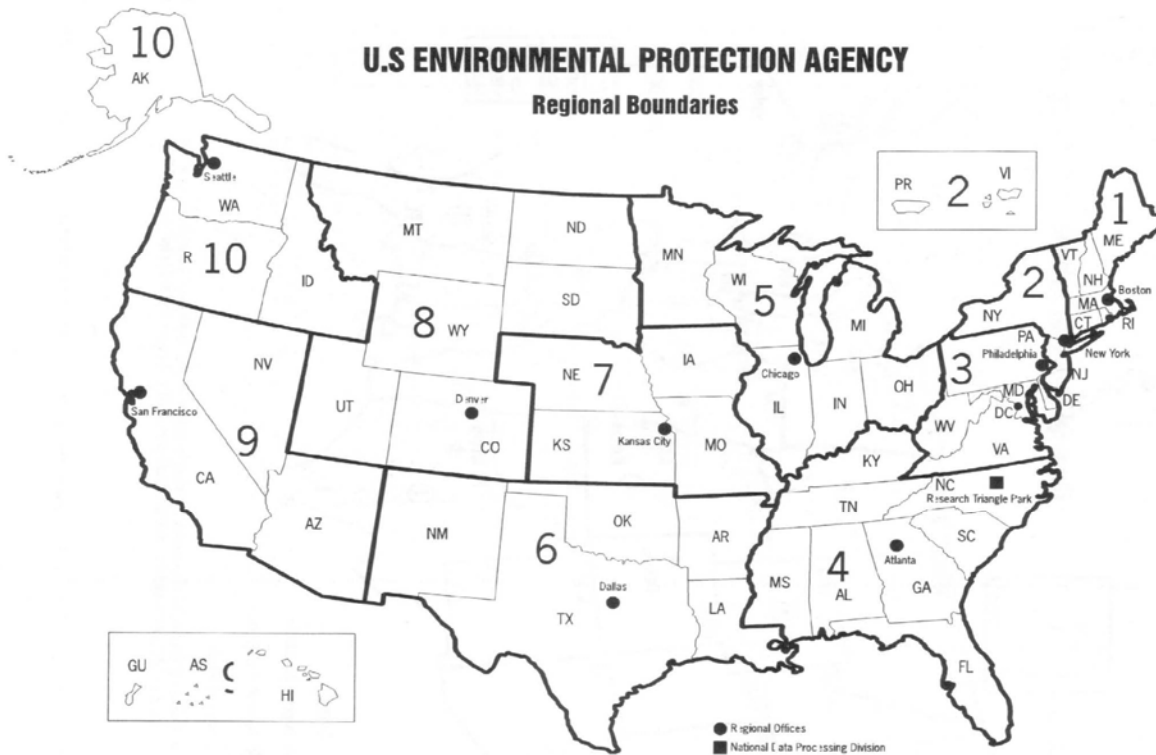 10
AK
U.S ENVIRONMENTAL PROTECTION AGENCY
Regional Boundaries
PR 2 VI
Seattle
WA
MT
ND
MN
1
ME
VT
NH
R 10
ID
SD
WI
5
MI
2
NY
Boston
MA
CT
RI
8
WY
PA
New York
Philadelphia
NJ
NV
NE 7
IA
Chicago
OH
3
MD
DE
DC
San Francisco
UT
Denver
CO
IL
IN
WV
VA
9
KS
Kansas City
MO
KY
CA
NC
Research Triangle Park
AZ
NM
OK
TN
6
AR
SC
Atlanta
4
MS
AL
GA
Dallas
TX
LA
FL
GU AS 9 HI
Regional Offices
National Data Processing Division